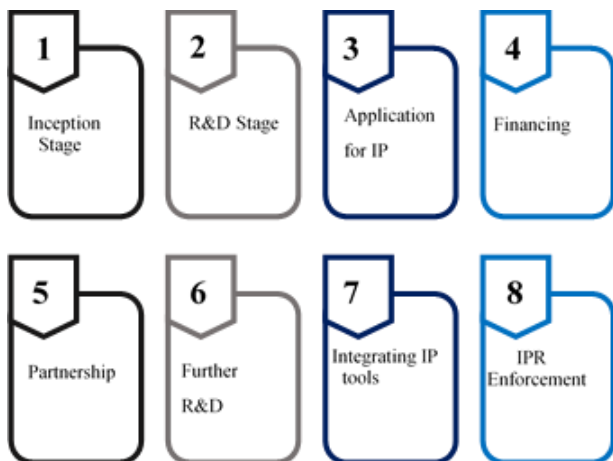 1
Inception
Stage
2
R&D Stage
3
Application
for IP
4
Financing
5
Partnership
6
Further
R&D
7
Integrating IP
tools
8
IPR
Enforcement